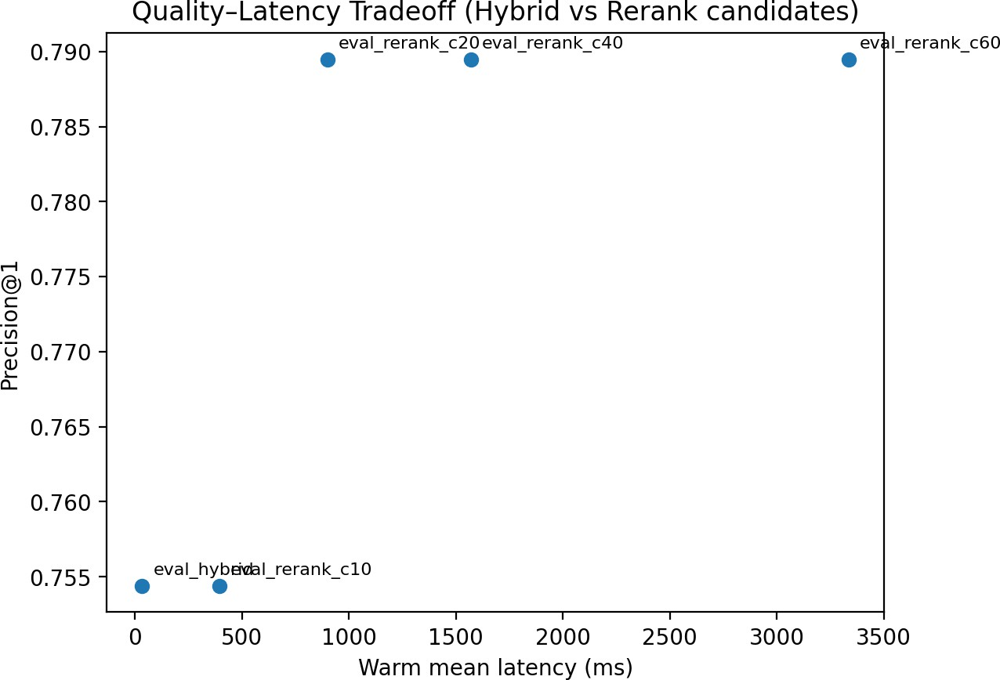 Quality–Latency Tradeoff (Hybrid vs Rerank candidates)
0.790
0.785
0.780
0.775
0.770
0.765
0.760
0.755
Precision@1
eval_rerank_c20
eval_rerank_c40
eval_rerank_c60
eval_hybrid
eval_rerank_c10
0
500
1000
1500
2000
2500
3000
3500
Warm mean latency (ms)